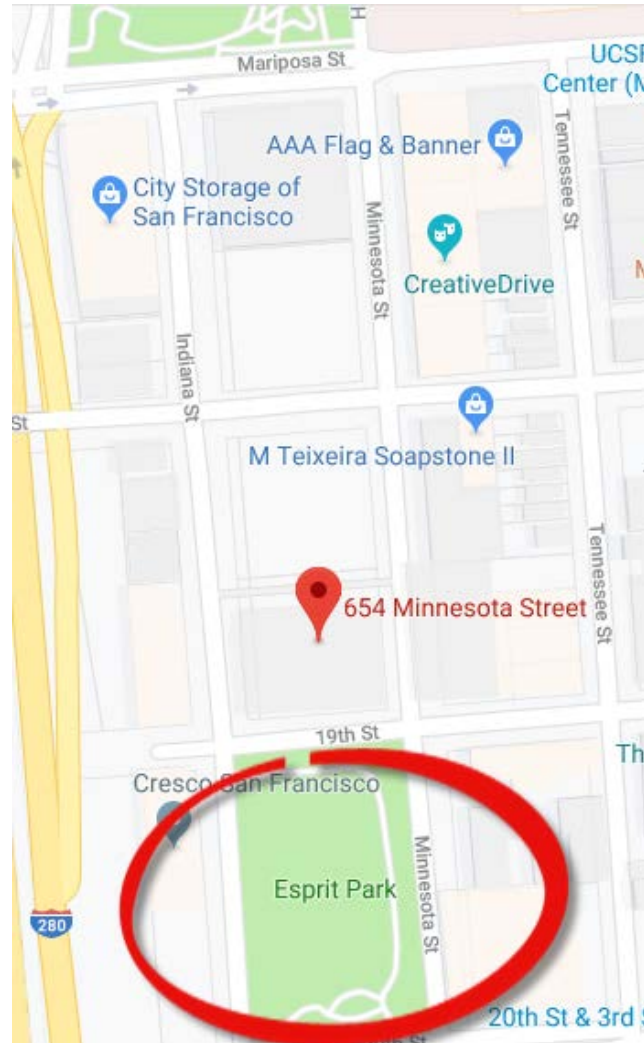 H
Mariposa St
UCSF
Center (M
AAA Flag & Banner
Tennessee St
City Storage of
San Francisco
Minnesota St
CreativeDrive
M
Indiana St
St
M Teixeira Soapstone II
Tennessee St
654 Minnesota Street
19th St
Th
Cresco San Francisco
Minnesota St
Esprit Park
280
20th St & 3rd S
St